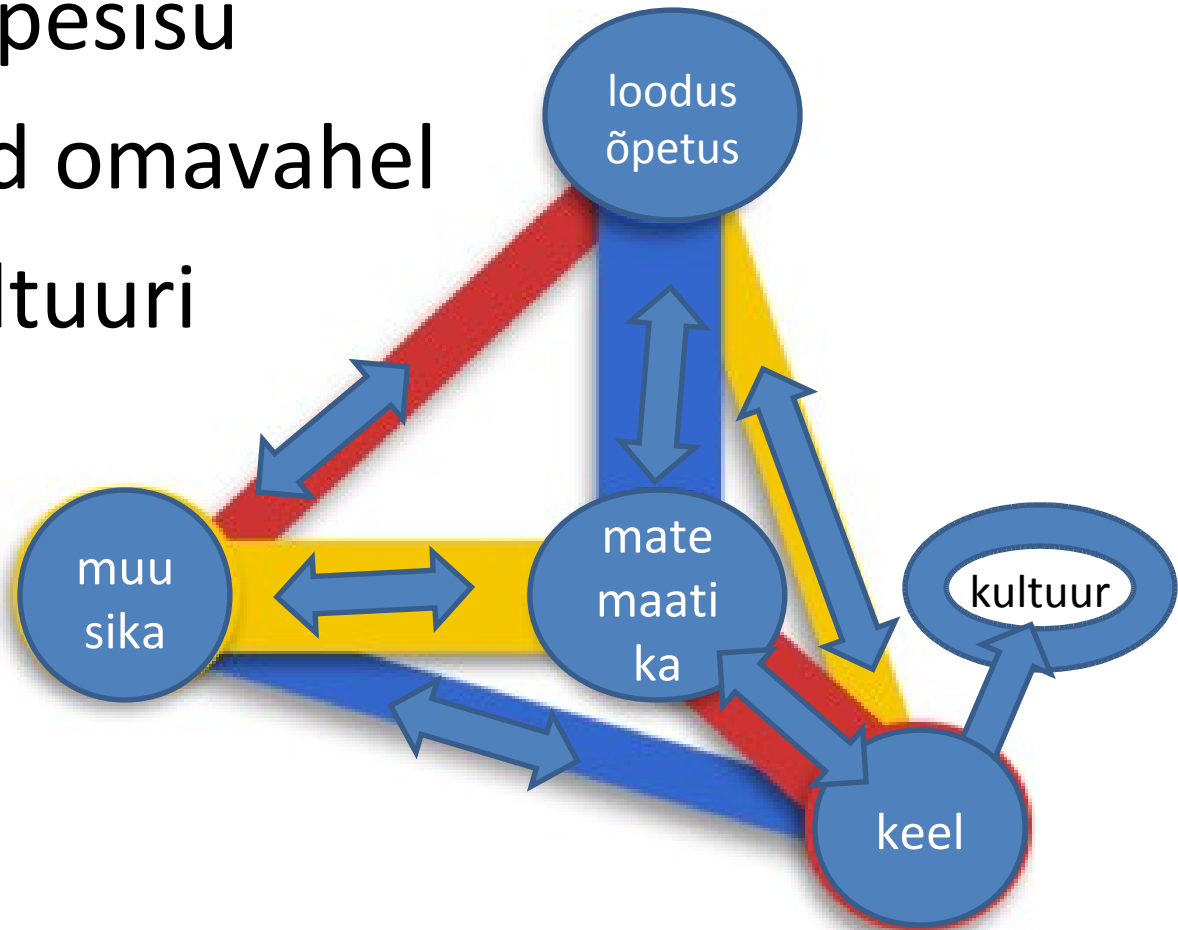 pesisu
d omavahel
ltuuri
loodus
õpetus
muu
sika
mate
maati
ka
kultuur
keel